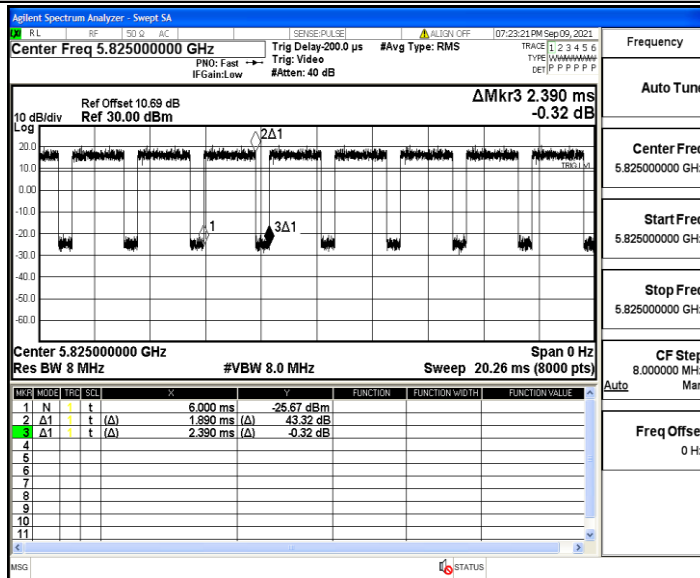 Agilent Spectrum Analyzer - Swept SA
RL RF 50 Ω AC SENSE:PULSE ALIGN OFF 07:23:21 PM Sep 09, 2021
Center Freq 5.825000000 GHz
PNO: Fast
IFGain:Low
Trig Delay-200.0 µs
Trig: Video
#Atten: 40 dB
#Avg Type: RMS
TRACE 1 2 3 4 5 6
TYPE
DET P P P P P P
ΔMkr3 2.390 ms
-0.32 dB
Ref Offset 10.69 dB
10 dB/div Ref 30.00 dBm
Log
20.0
10.0
0.00
-10.0
-20.0
-30.0
-40.0
-50.0
-60.0
2Δ1
TRIG LVL
1
3Δ1
Center 5.825000000 GHz Span 0 Hz
Res BW 8 MHz #VBW 8.0 MHz Sweep 20.26 ms (8000 pts)
MKR MODE TRC SCL X Y FUNCTION FUNCTION WIDTH FUNCTION VALUE
1 N 1 t 6.000 ms -25.67 dBm
2 Δ1 1 t (Δ) 1.890 ms (Δ) 43.32 dB
3 Δ1 1 t (Δ) 2.390 ms (Δ) -0.32 dB
4
5
6
7
8
9
10
11
MSG STATUS
Frequency
Auto Tune
Center Freq
5.825000000 GHz
Start Freq
5.825000000 GHz
Stop Freq
5.825000000 GHz
CF Step
8.000000 MHz
Auto Man
Freq Offset
0 Hz